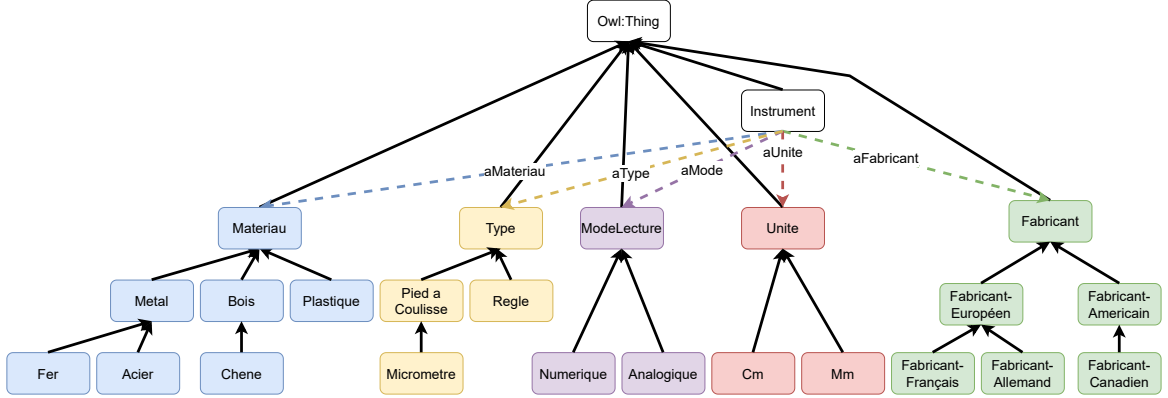 Owl:Thing
Instrument
aMateriau
aType
aMode
aUnite
aFabricant
Materiau
Type
ModeLecture
Unite
Fabricant
Metal
Bois
Plastique
Pied a
Coulisse
Regle
Fabricant-
Européen
Fabricant-
Americain
Fer
Acier
Chene
Micrometre
Numerique
Analogique
Cm
Mm
Fabricant-
Français
Fabricant-
Allemand
Fabricant-
Canadien